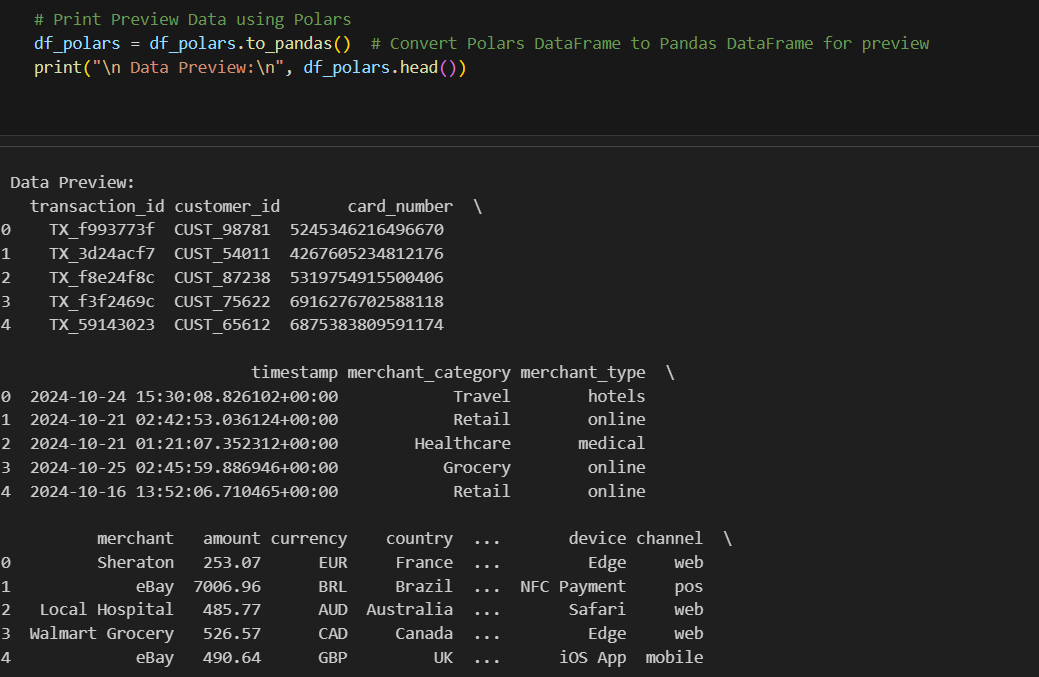 # Print Preview Data using Polars
df_polars = df_polars.to_pandas()  # Convert Polars DataFrame to Pandas DataFrame for preview
print("\n Data Preview:\n", df_polars.head())
Data Preview:
  transaction_id customer_id       card_number  \
0    TX_f993773f  CUST_98781  5245346216496670
1    TX_3d24acf7  CUST_54011  4267605234812176
2    TX_f8e24f8c  CUST_87238  5319754915500406
3    TX_f3f2469c  CUST_75622  6916276702588118
4    TX_59143023  CUST_65612  6875383809591174
                         timestamp merchant_category merchant_type  \
0 2024-10-24 15:30:08.826102+00:00            Travel        hotels
1 2024-10-21 02:42:53.036124+00:00            Retail        online
2 2024-10-21 01:21:07.352312+00:00        Healthcare       medical
3 2024-10-25 02:45:59.886946+00:00           Grocery        online
4 2024-10-16 13:52:06.710465+00:00            Retail        online
          merchant   amount currency    country  ...       device channel  \
0         Sheraton   253.07      EUR     France  ...         Edge     web
1             eBay  7006.96      BRL     Brazil  ...  NFC Payment     pos
2   Local Hospital   485.77      AUD  Australia  ...       Safari     web
3  Walmart Grocery   526.57      CAD     Canada  ...         Edge     web
4             eBay   490.64      GBP         UK  ...      iOS App  mobile